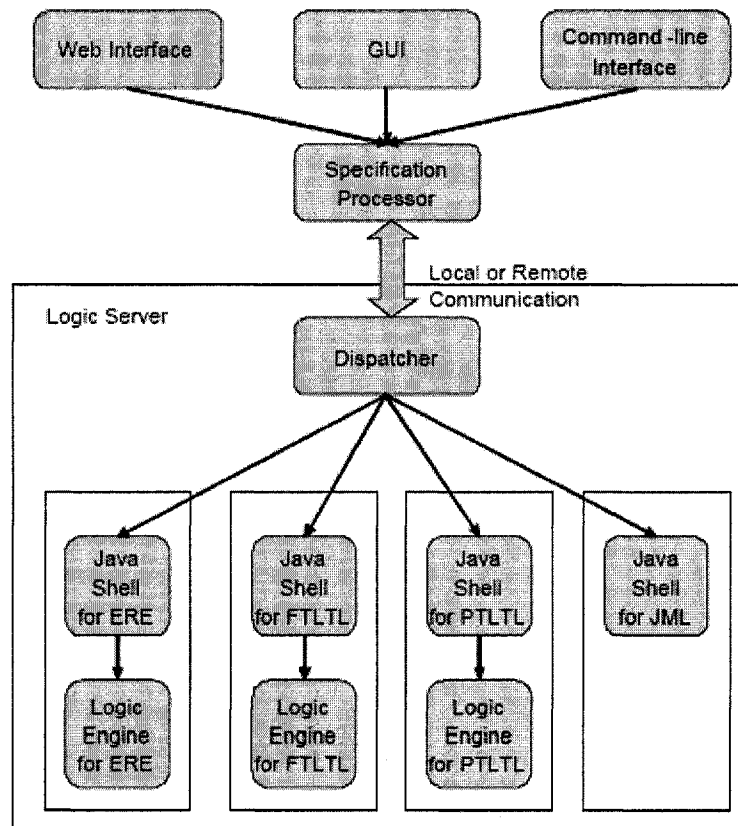 Web Interface
GUI
Command -line
Interface
Specification
Processor
Local or Remote
Communication
Logic Server
Dispatcher
Java
Shell
for ERE
Java
Shell
for FTLTL
Java
Shell
for PTLTL
Java
Shell
for JML
Logic
Engine
for ERE
Logic
Engine
for FTLTL
Logic
Engine
for PTLTL